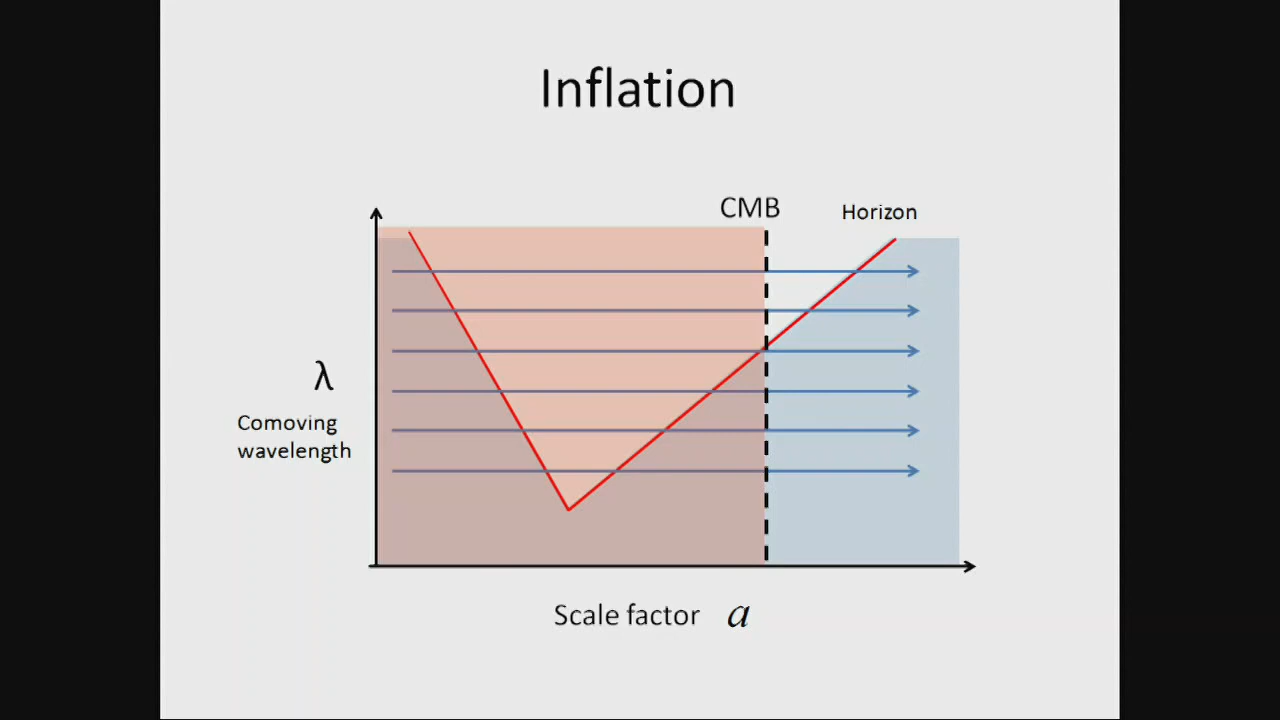 Inflation
CMB
Horizon
λ
Comoving
wavelength
Scale factor a